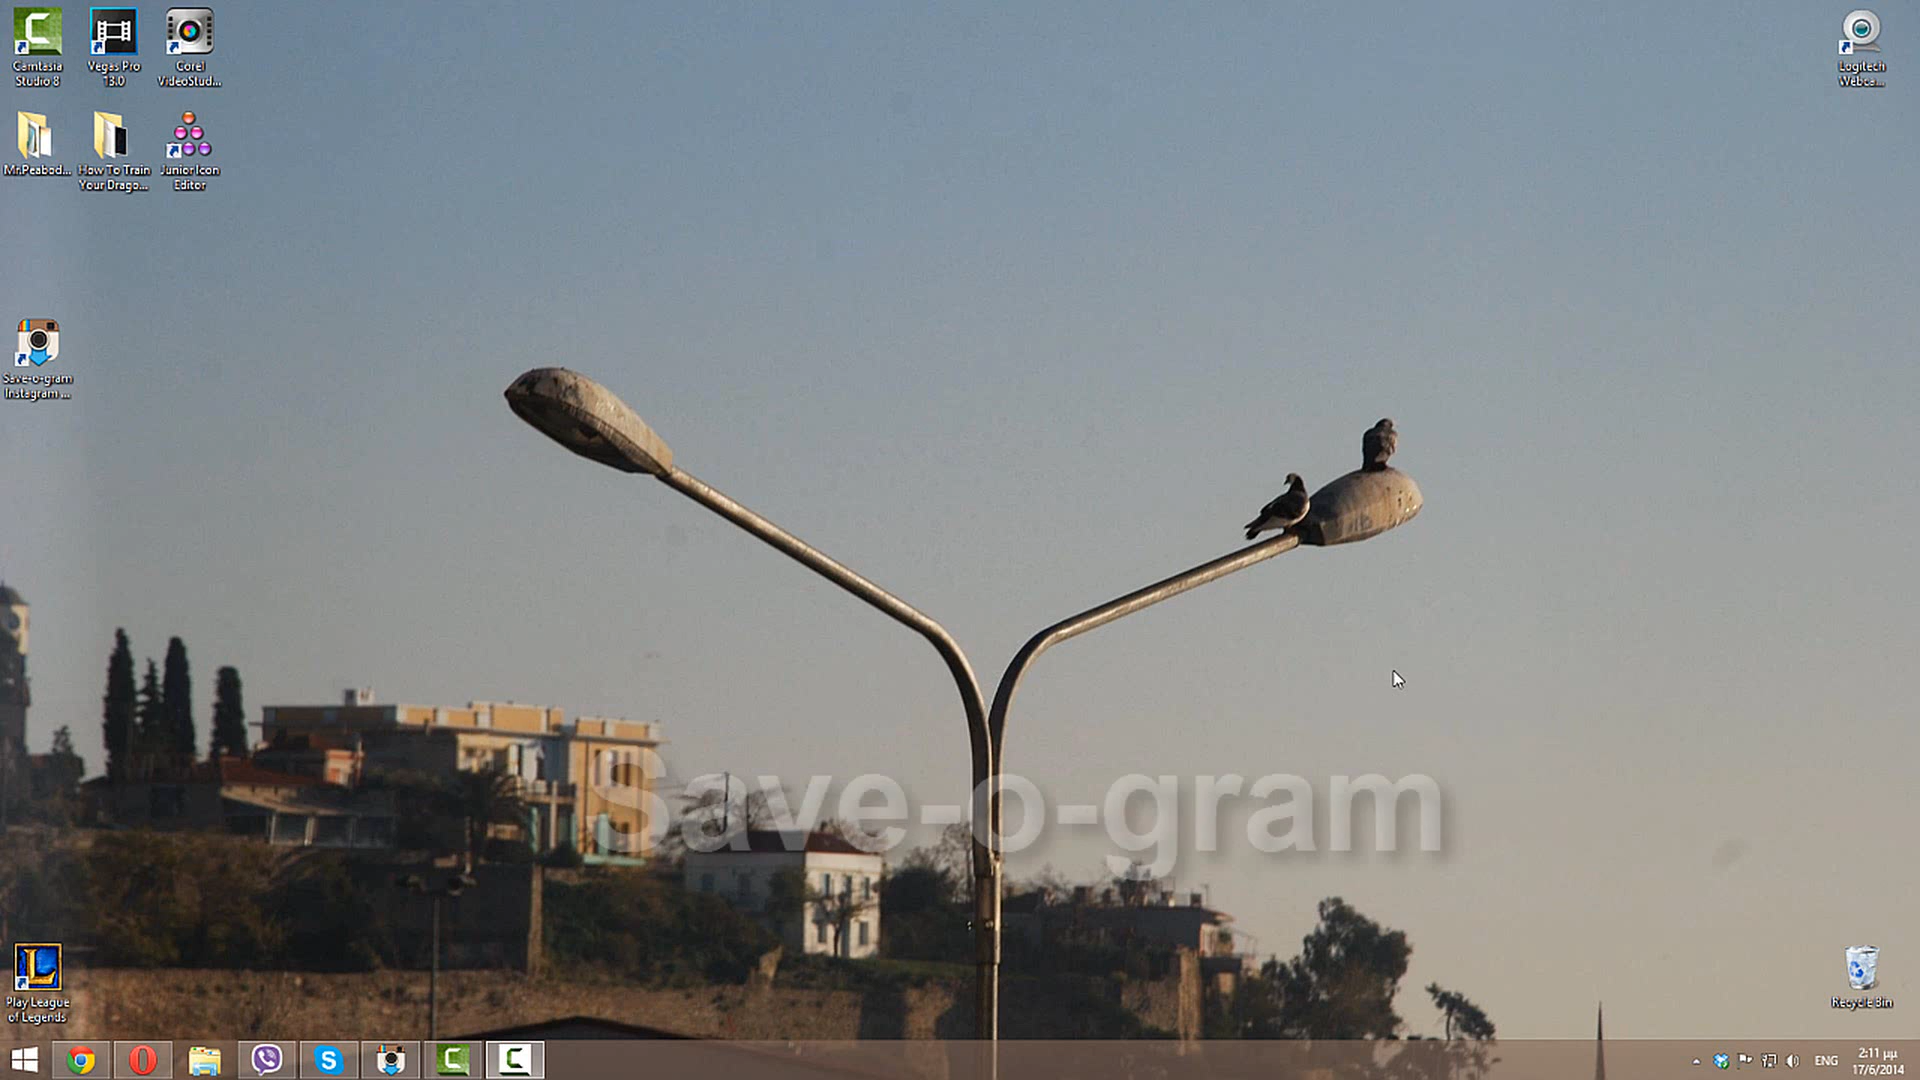 Camtasia
Studio 8
Vegas Pro
13.0
Corel
VideoStud...
Logitech
Webca...
Mr.Peabod...
How To Train
Your Drago...
Junior Icon
Editor
Save-o-gram
Instagram ...
Save-o-gram
Play League
of Legends
Recycle Bin
ENG
2:11 μμ
17/6/2014